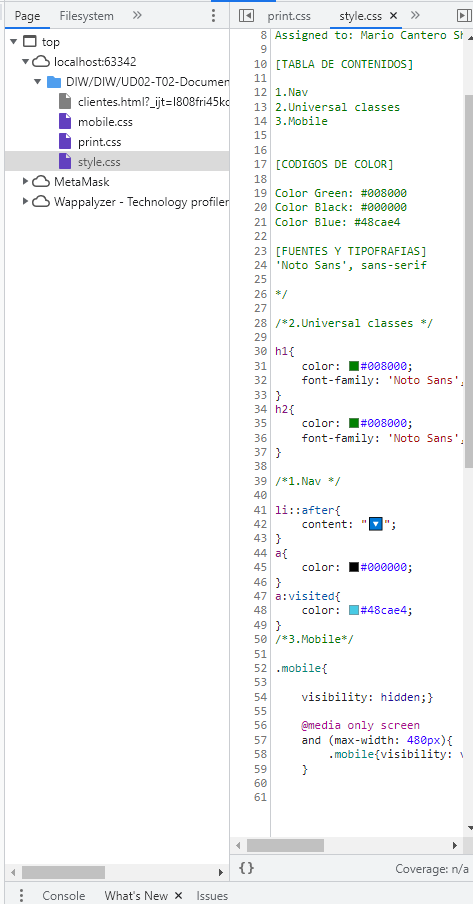 Page Filesystem »
top
localhost:63342
DIW/DIW/UD02-T02-Documen
clientes.html?_ijt=l808fri45kc
mobile.css
print.css
style.css
MetaMask
Wappalyzer - Technology profiler
print.css style.css × »
8 Assigned to: Mario Cantero Sh
9
10 [TABLA DE CONTENIDOS]
11
12 1.Nav
13 2.Universal classes
14 3.Mobile
15
16
17 [CODIGOS DE COLOR]
18
19 Color Green: #008000
20 Color Black: #000000
21 Color Blue: #48cae4
22
23 [FUENTES Y TIPOFRAFIAS]
24 'Noto Sans', sans-serif
25
26 */
27
28 /*2.Universal classes */
29
30 h1{
31 color: #008000;
32 font-family: 'Noto Sans',
33 }
34 h2{
35 color: #008000;
36 font-family: 'Noto Sans',
37 }
38
39 /*1.Nav */
40
41 li::after{
42 content: "🔽";
43 }
44 a{
45 color: #000000;
46 }
47 a:visited{
48 color: #48cae4;
49 }
50 /*3.Mobile*/
51
52 .mobile{
53
54 visibility: hidden;}
55
56 @media only screen
57 and (max-width: 480px){
58 .mobile{visibility: v
59 }
60
61
{} Coverage: n/a
Console What's New × Issues